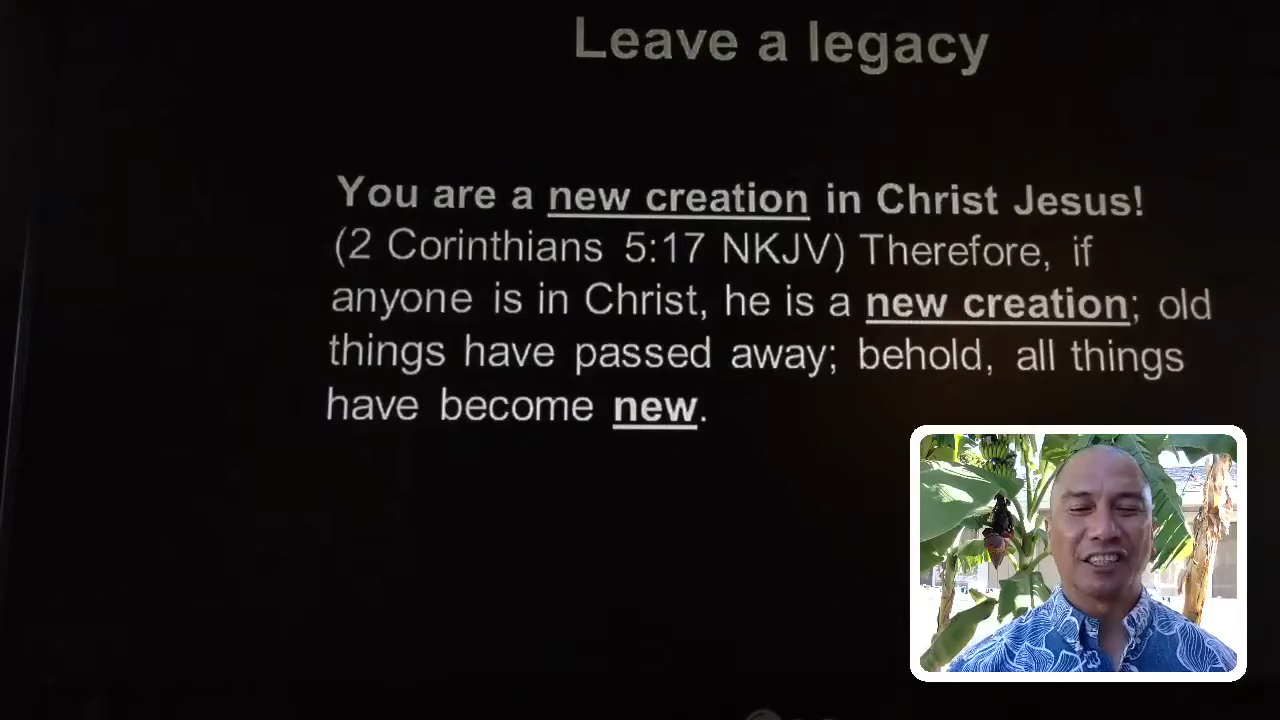 Leave a legacy
You are a new creation in Christ Jesus!
(2 Corinthians 5:17 NKJV) Therefore, if
anyone is in Christ, he is a new creation; old
things have passed away; behold, all things
have become new.